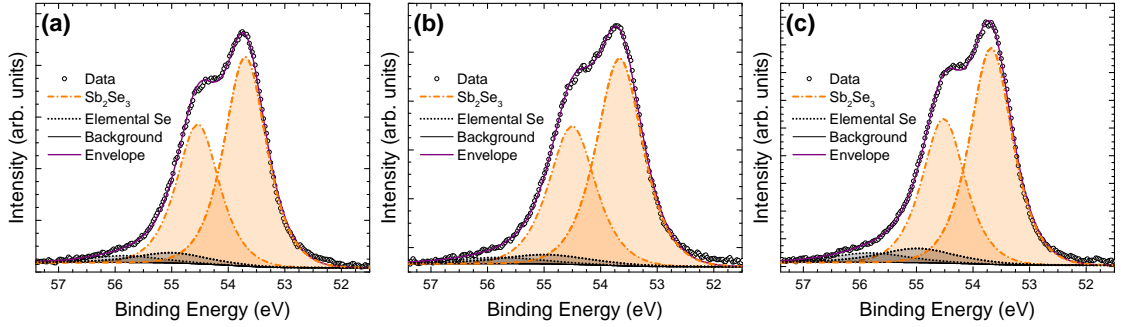 (a)
Intensity (arb. units)
Data
Sb₂Se₃
Elemental Se
Background
Envelope
57 56 55 54 53 52
Binding Energy (eV)
(b)
Intensity (arb. units)
Data
Sb₂Se₃
Elemental Se
Background
Envelope
57 56 55 54 53 52
Binding Energy (eV)
(c)
Intensity (arb. units)
Data
Sb₂Se₃
Elemental Se
Background
Envelope
57 56 55 54 53 52
Binding Energy (eV)